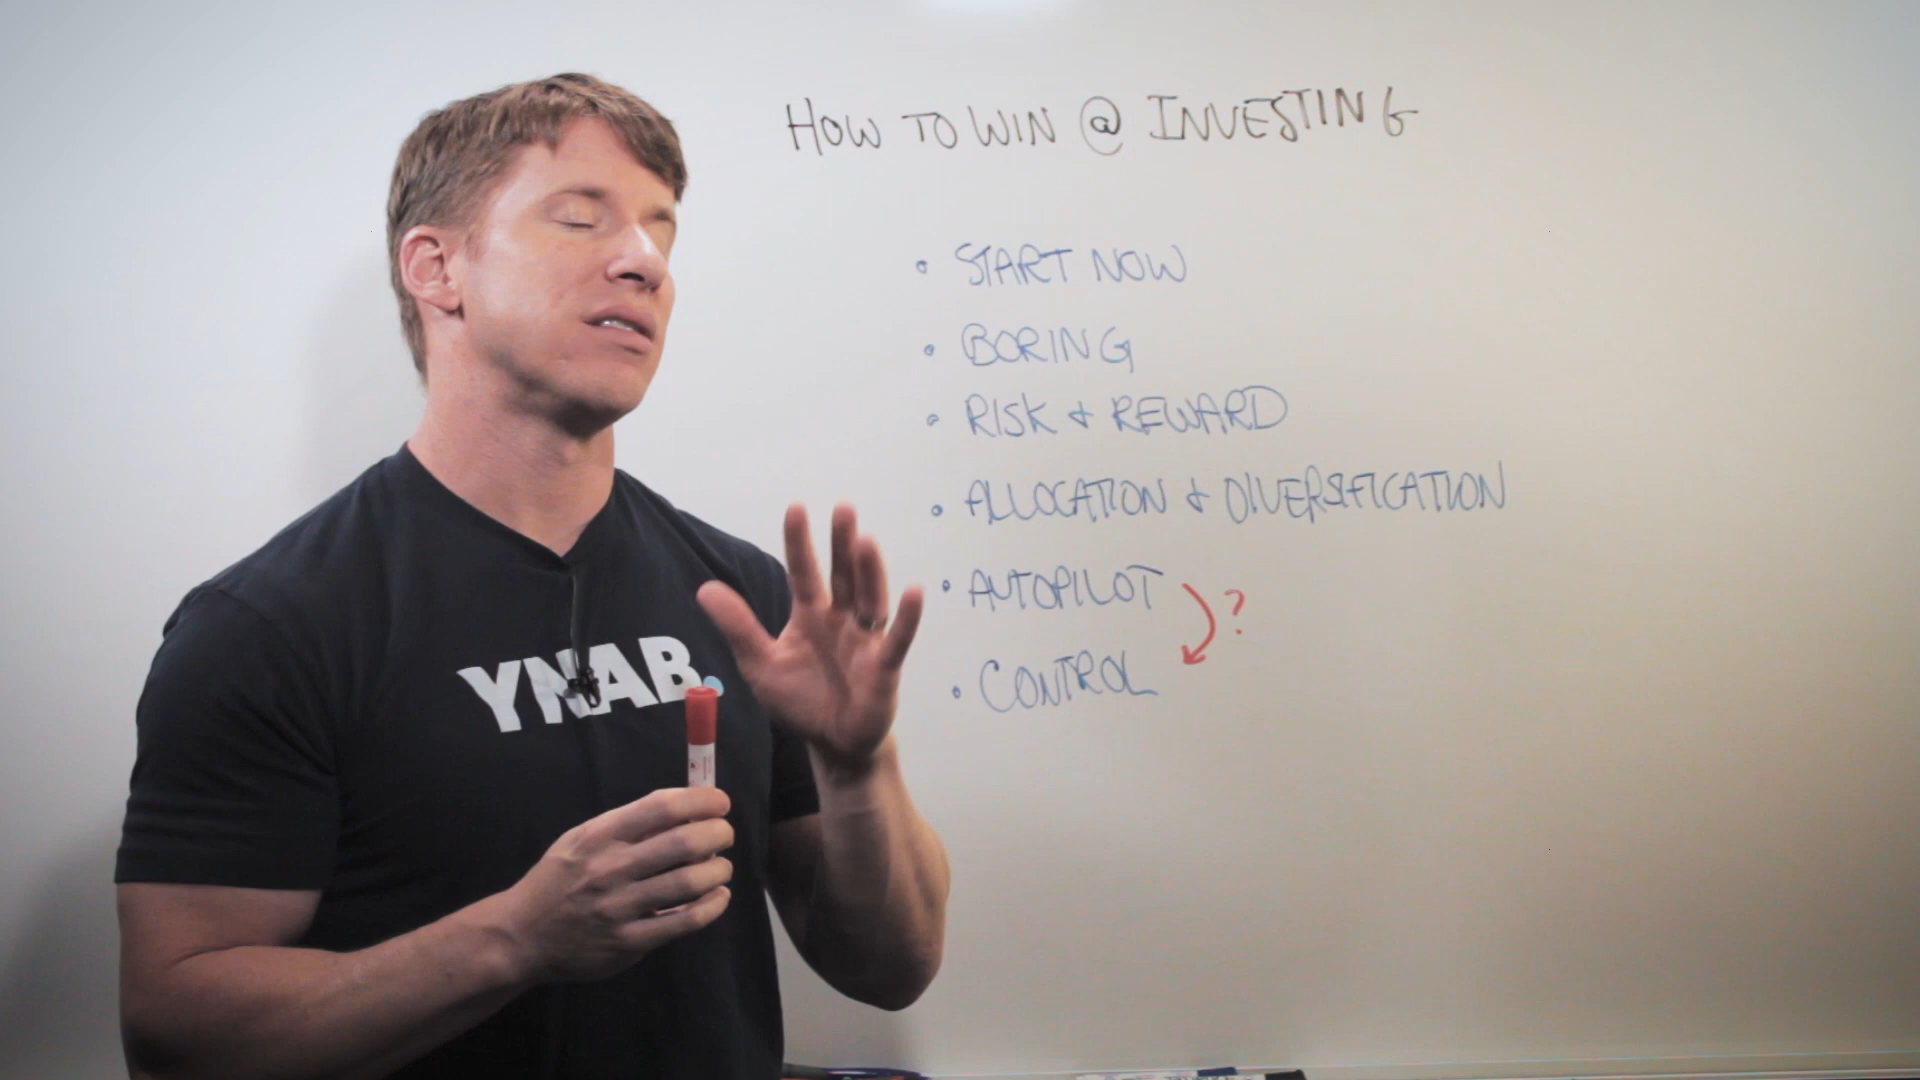 HOW TO WIN @ INVESTING
• START NOW
• BORING
• RISK & REWARD
• ALLOCATION & DIVERSIFICATION
• AUTOPILOT
?
• CONTROL
YNAB.